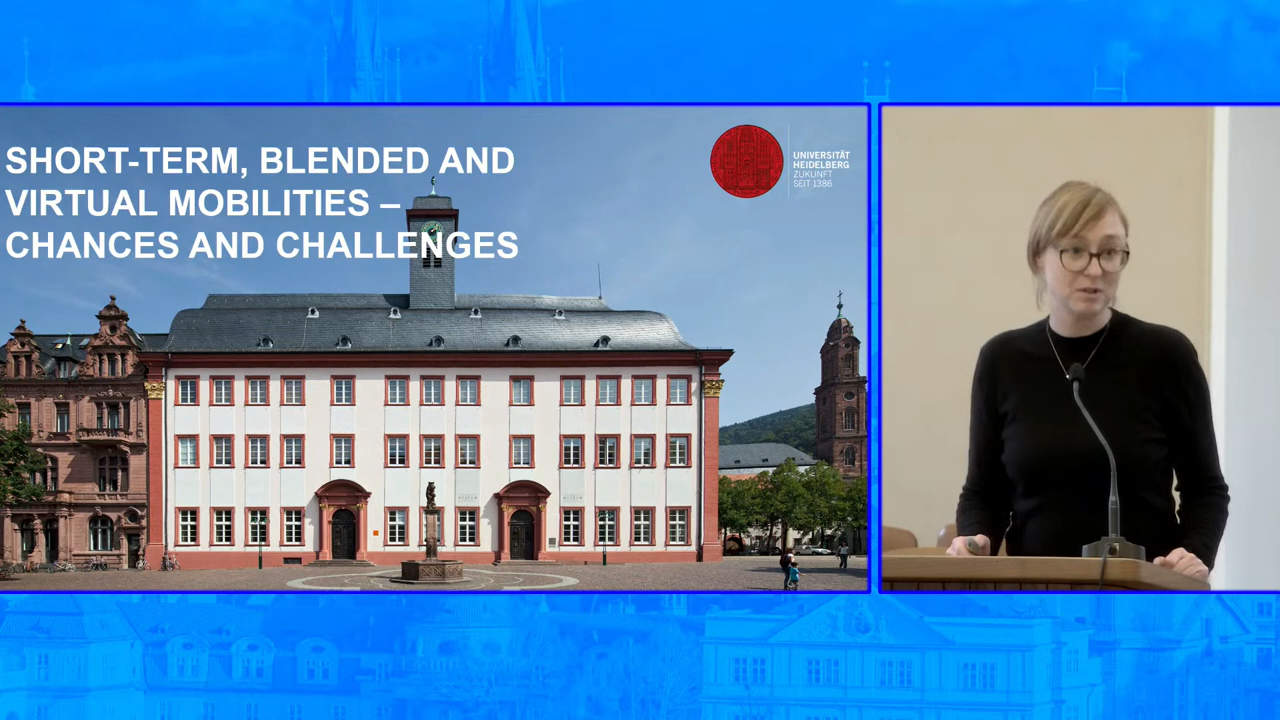 SHORT-TERM, BLENDED AND
VIRTUAL MOBILITIES –
CHANCES AND CHALLENGES
UNIVERSITÄT
HEIDELBERG
ZUKUNFT
SEIT 1386